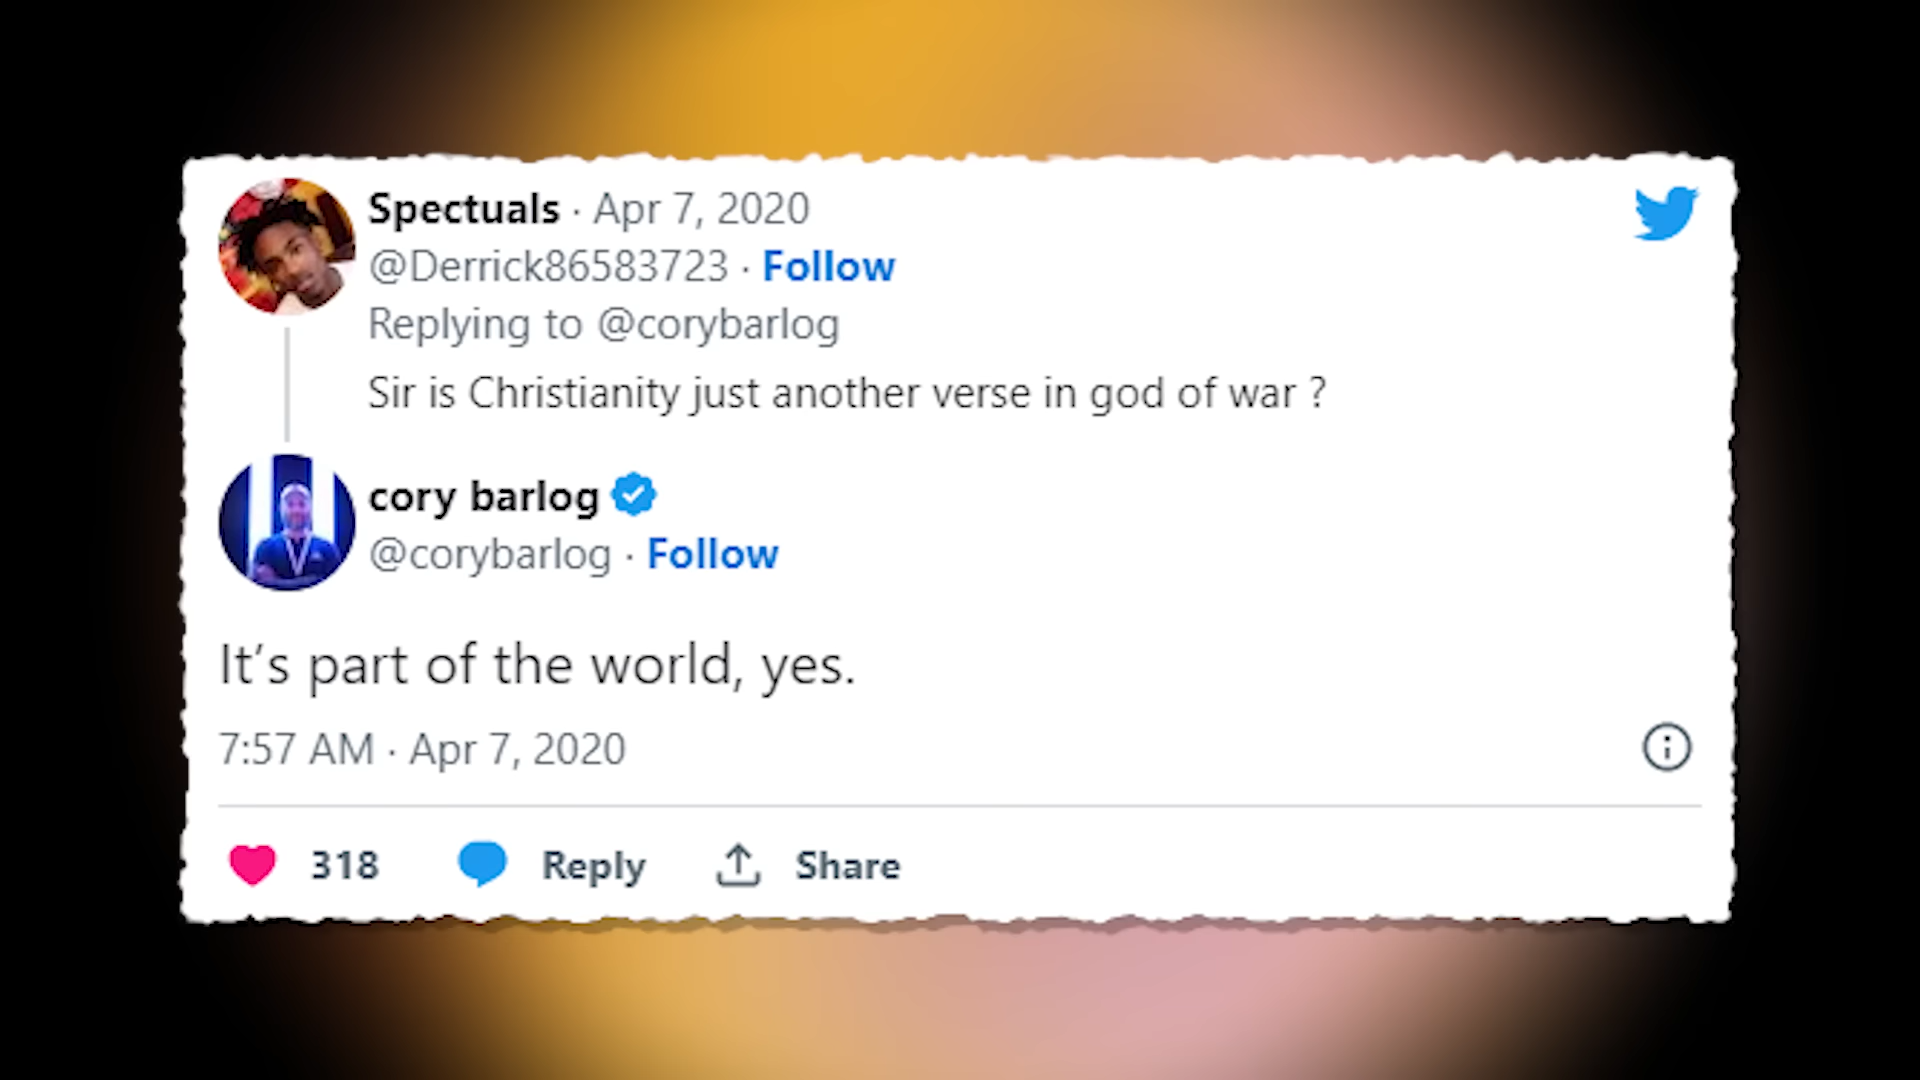 Spectuals · Apr 7, 2020
@Derrick86583723 · Follow
Replying to @corybarlog
Sir is Christianity just another verse in god of war ?
cory barlog
@corybarlog · Follow
It’s part of the world, yes.
7:57 AM · Apr 7, 2020
318 Reply Share